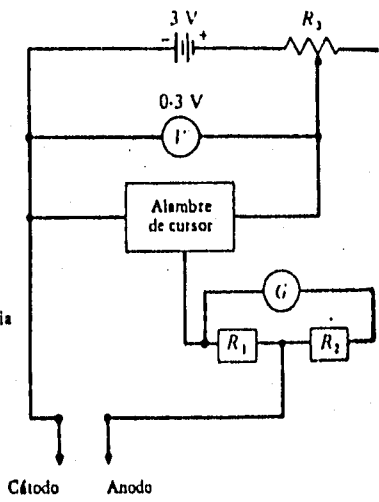 3 V
- +
R3
0-3 V
V
Alambre
de cursor
G
ia
R1
R2
Cátodo Anodo